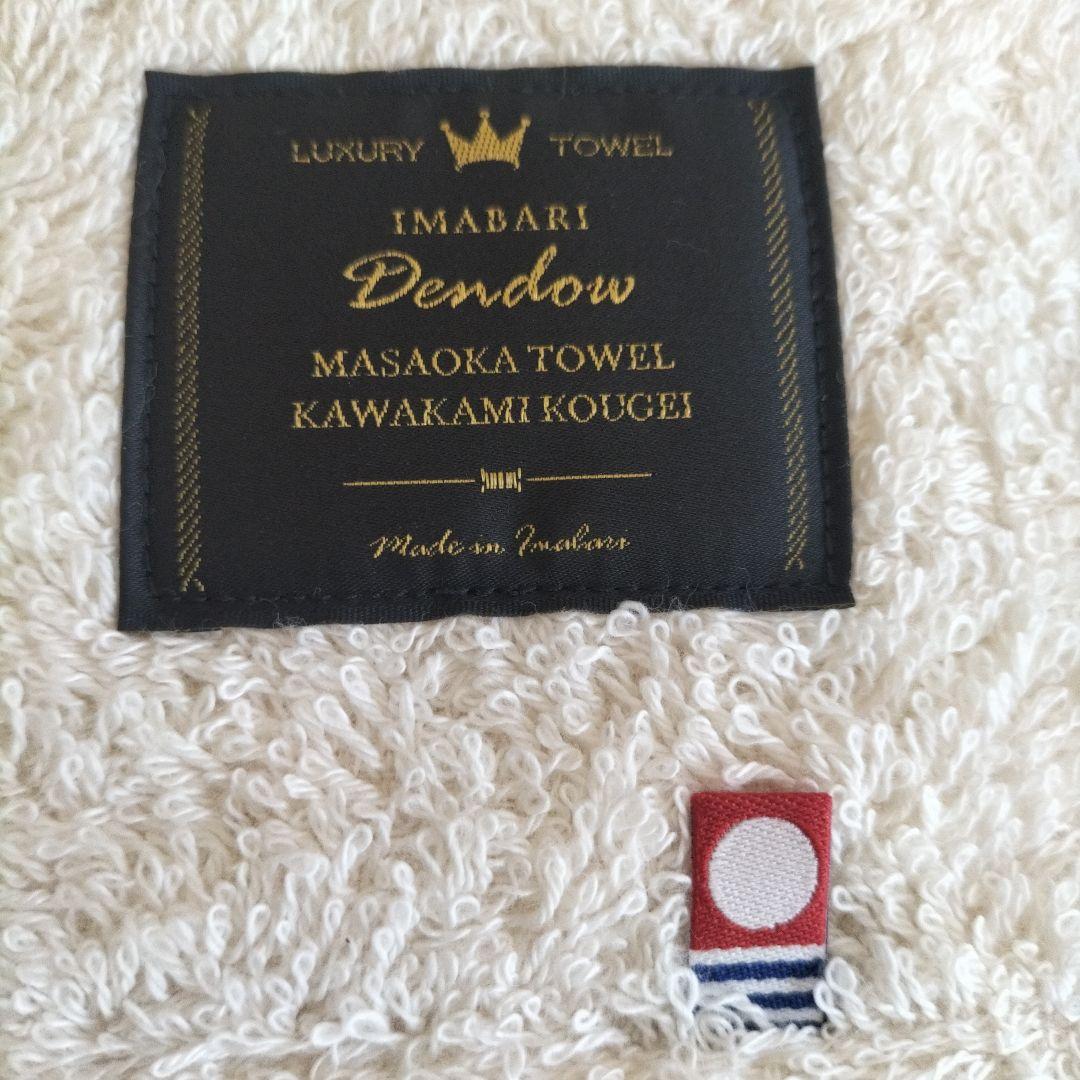 LUXURY TOWEL
IMABARI
Dendow
MASAOKA TOWEL
KAWAKAMI KOUGEI
Made in Imabari